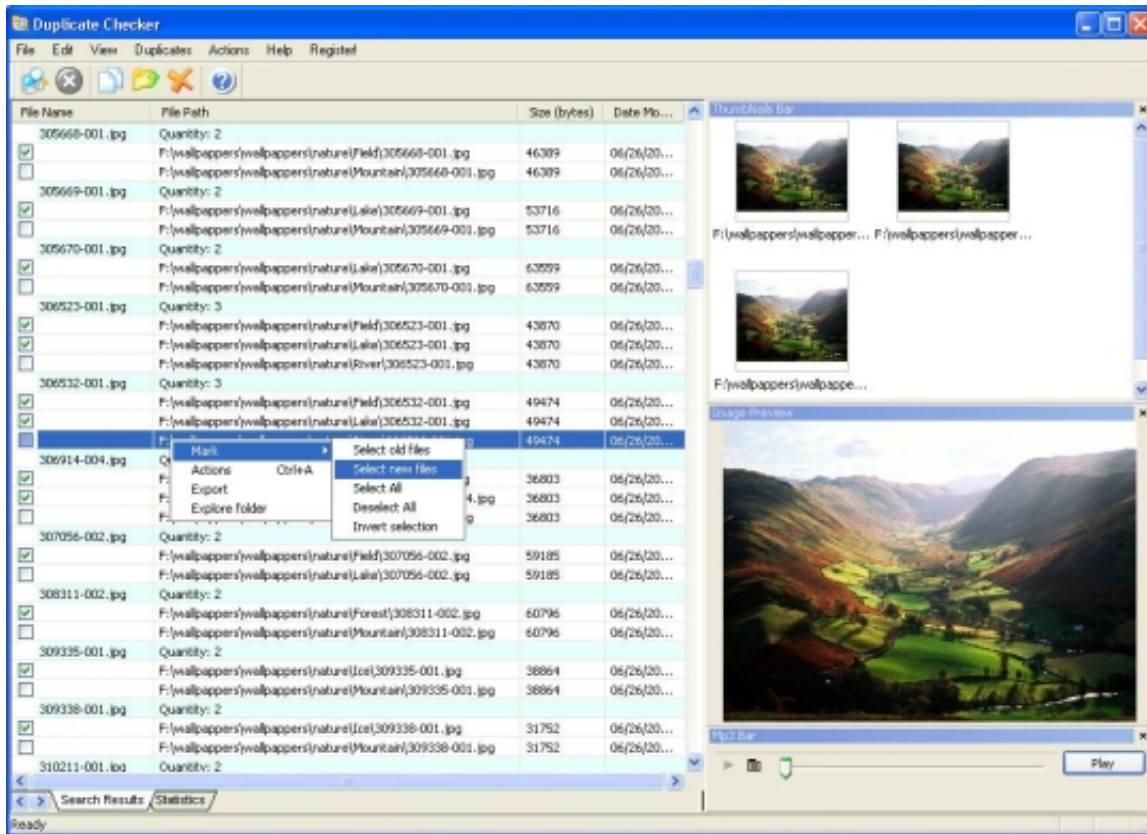 Duplicate Checker
File Edit View Duplicates Actions Help Register!
File Name File Path Size (bytes) Date Mo...
305668-001.jpg Quantity: 2
F:\wallpappers\wallpappers\nature\Field\305668-001.jpg 46389 06/26/20...
F:\wallpappers\wallpappers\nature\Mountain\305668-001.jpg 46389 06/26/20...
305669-001.jpg Quantity: 2
F:\wallpappers\wallpappers\nature\Lake\305669-001.jpg 53716 06/26/20...
F:\wallpappers\wallpappers\nature\Mountain\305669-001.jpg 53716 06/26/20...
305670-001.jpg Quantity: 2
F:\wallpappers\wallpappers\nature\Lake\305670-001.jpg 63559 06/26/20...
F:\wallpappers\wallpappers\nature\Mountain\305670-001.jpg 63559 06/26/20...
306523-001.jpg Quantity: 3
F:\wallpappers\wallpappers\nature\Field\306523-001.jpg 43870 06/26/20...
F:\wallpappers\wallpappers\nature\Lake\306523-001.jpg 43870 06/26/20...
F:\wallpappers\wallpappers\nature\River\306523-001.jpg 43870 06/26/20...
306532-001.jpg Quantity: 3
F:\wallpappers\wallpappers\nature\Field\306532-001.jpg 49474 06/26/20...
F:\wallpappers\wallpappers\nature\Lake\306532-001.jpg 49474 06/26/20...
49474 06/26/20...
306914-004.jpg
36803 06/26/20...
36803 06/26/20...
36803 06/26/20...
Mark
Actions Ctrl+A
Export
Explore folder
Select old files
Select new files
Select All
Deselect All
Invert selection
307056-002.jpg Quantity: 2
F:\wallpappers\wallpappers\nature\Field\307056-002.jpg 59185 06/26/20...
F:\wallpappers\wallpappers\nature\Lake\307056-002.jpg 59185 06/26/20...
308311-002.jpg Quantity: 2
F:\wallpappers\wallpappers\nature\Forest\308311-002.jpg 60796 06/26/20...
F:\wallpappers\wallpappers\nature\Mountain\308311-002.jpg 60796 06/26/20...
309335-001.jpg Quantity: 2
F:\wallpappers\wallpappers\nature\Ice\309335-001.jpg 38864 06/26/20...
F:\wallpappers\wallpappers\nature\Mountain\309335-001.jpg 38864 06/26/20...
309338-001.jpg Quantity: 2
F:\wallpappers\wallpappers\nature\Ice\309338-001.jpg 31752 06/26/20...
F:\wallpappers\wallpappers\nature\Mountain\309338-001.jpg 31752 06/26/20...
310211-001.jpg Quantity: 2
Search Results Statistics
Ready
ThumbNails Bar
F:\wallpappers\wallpapper... F:\wallpappers\wallpapper...
F:\wallpappers\wallpappe...
Image Preview
Mp3 Bar
Play